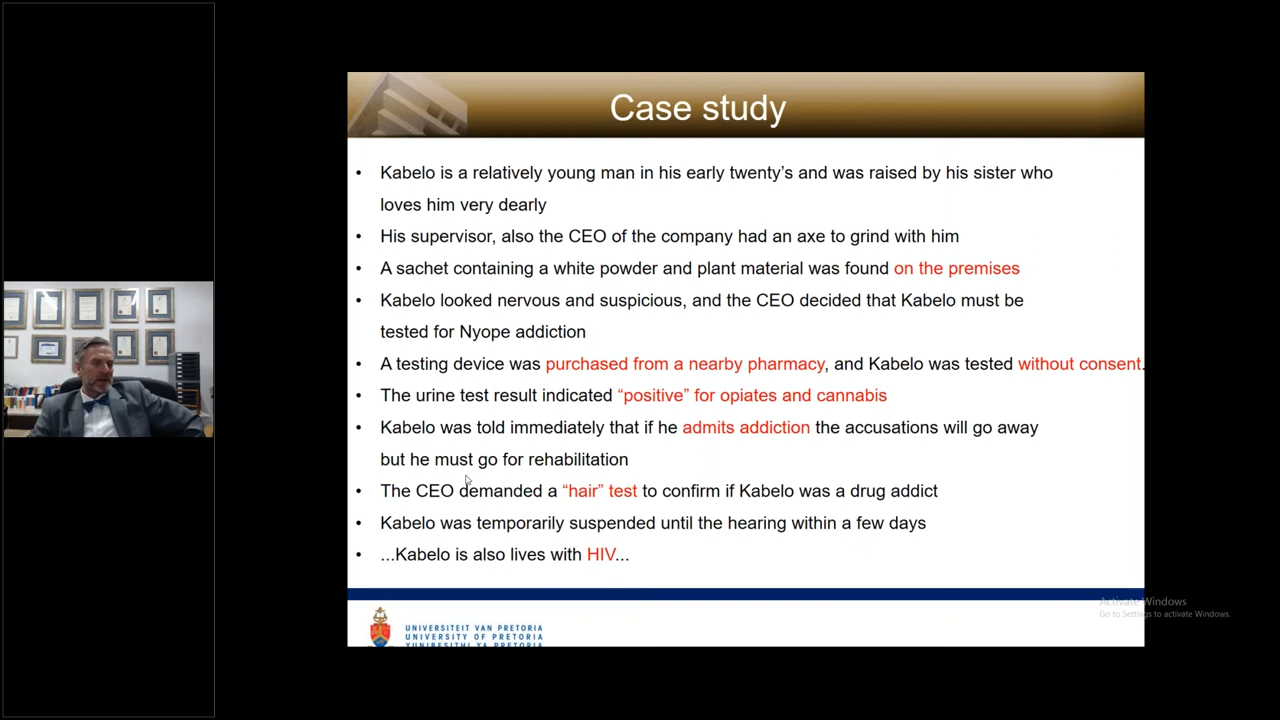 Case study
• Kabelo is a relatively young man in his early twenty's and was raised by his sister who
loves him very dearly
• His supervisor, also the CEO of the company had an axe to grind with him
• A sachet containing a white powder and plant material was found on the premises
• Kabelo looked nervous and suspicious, and the CEO decided that Kabelo must be
tested for Nyope addiction
• A testing device was purchased from a nearby pharmacy, and Kabelo was tested without consent.
• The urine test result indicated “positive” for opiates and cannabis
• Kabelo was told immediately that if he admits addiction the accusations will go away
but he must go for rehabilitation
• The CEO demanded a “hair” test to confirm if Kabelo was a drug addict
• Kabelo was temporarily suspended until the hearing within a few days
• ...Kabelo is also lives with HIV...
Activate Windows
Go to Settings to activate Windows.
UNIVERSITEIT VAN PRETORIA
UNIVERSITY OF PRETORIA
YUNIBESITHI YA PRETORIA